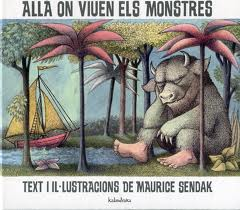 ALLÀ ON VIUEN ELS MONSTRES
TEXT I IL·LUSTRACIONS DE MAURICE SENDAK
kalandraka